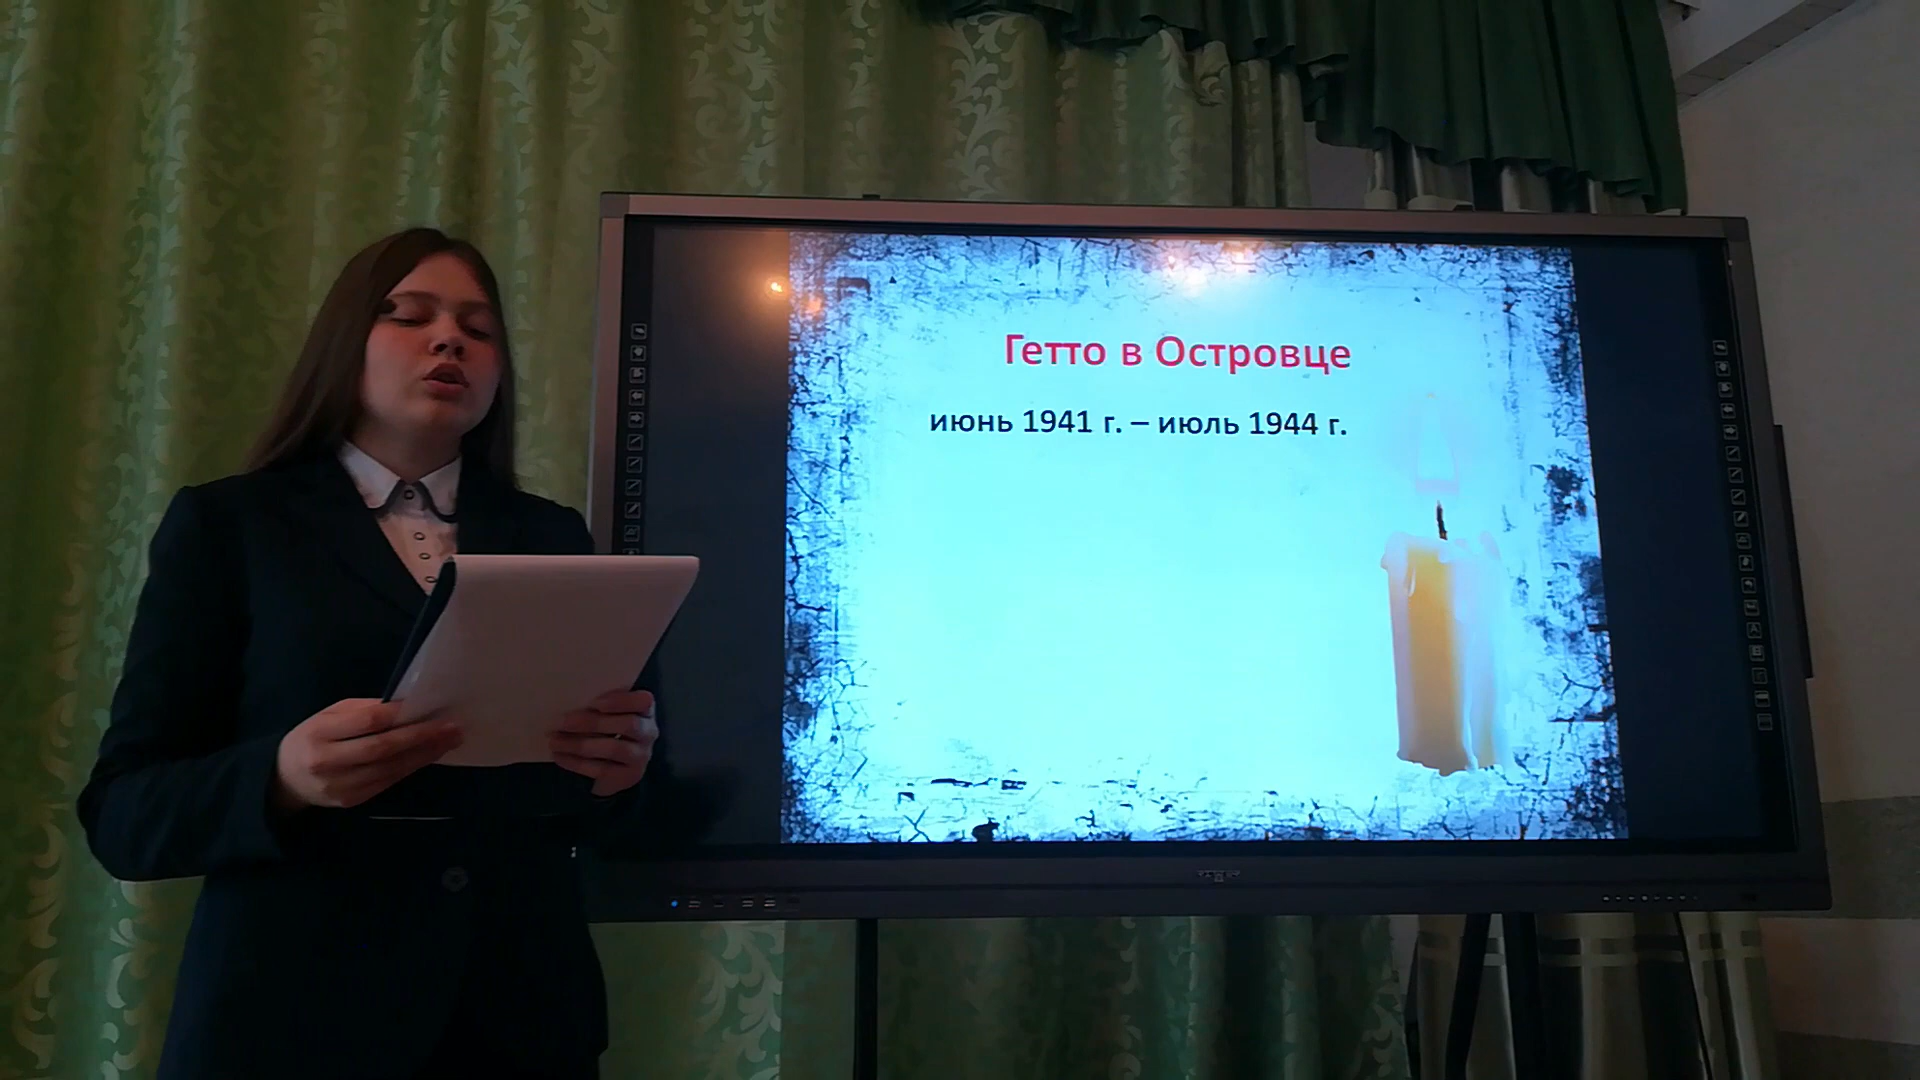 Гетто в Островце
июнь 1941 г. – июль 1944 г.